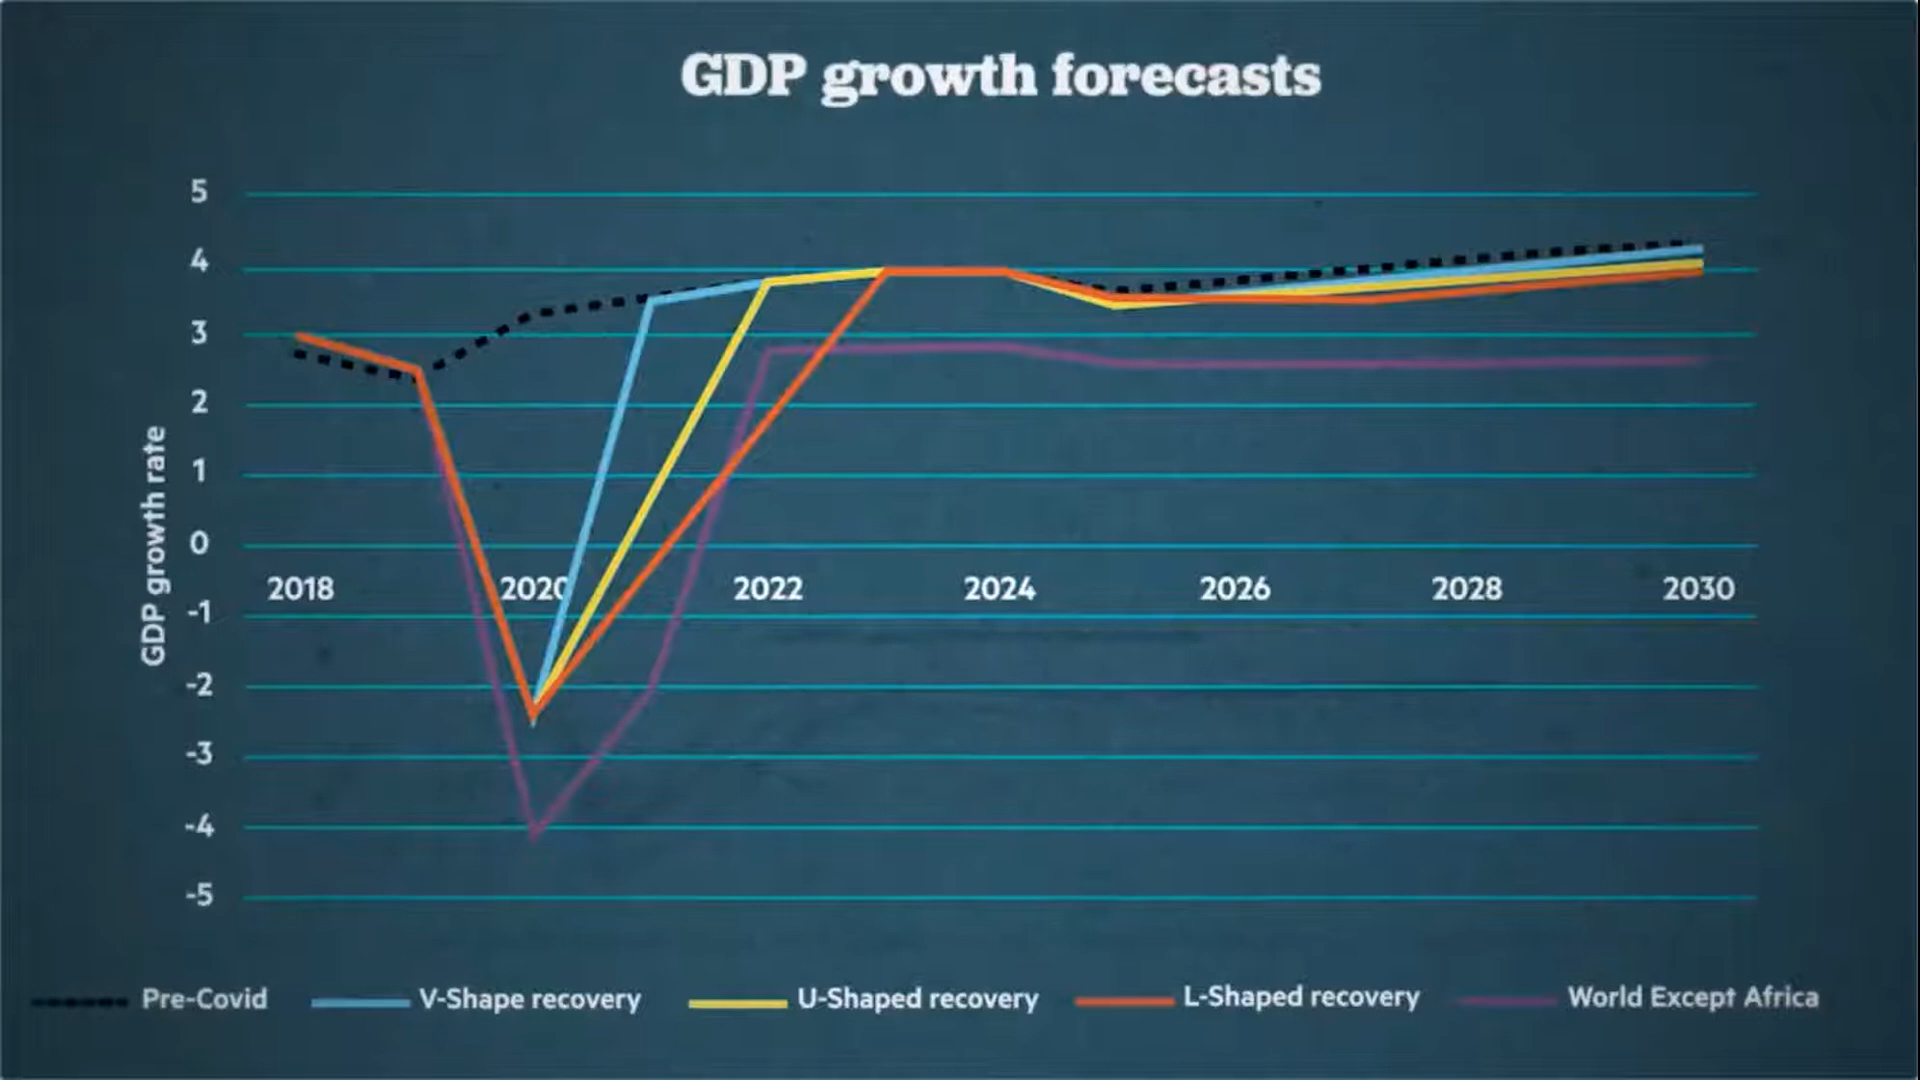 GDP growth forecasts
5
4
3
2
1
0
-1
-2
-3
-4
-5
GDP growth rate
2018 2020 2022 2024 2026 2028 2030
Pre-Covid V-Shape recovery U-Shaped recovery L-Shaped recovery World Except Africa